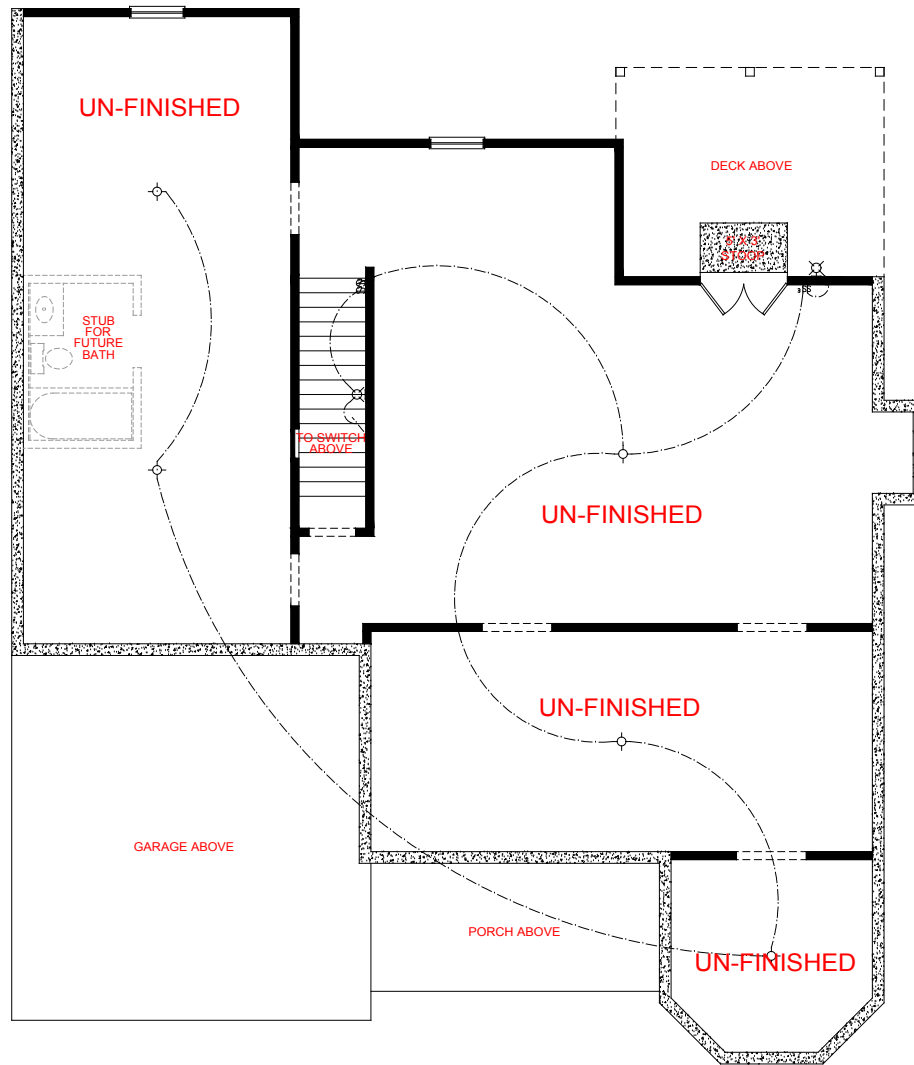 UN-FINISHED
DECK ABOVE
STOOP
STUB
FOR
FUTURE
BATH
TO SWITCH
ABOVE
UN-FINISHED
UN-FINISHED
GARAGE ABOVE
PORCH ABOVE
UN-FINISHED